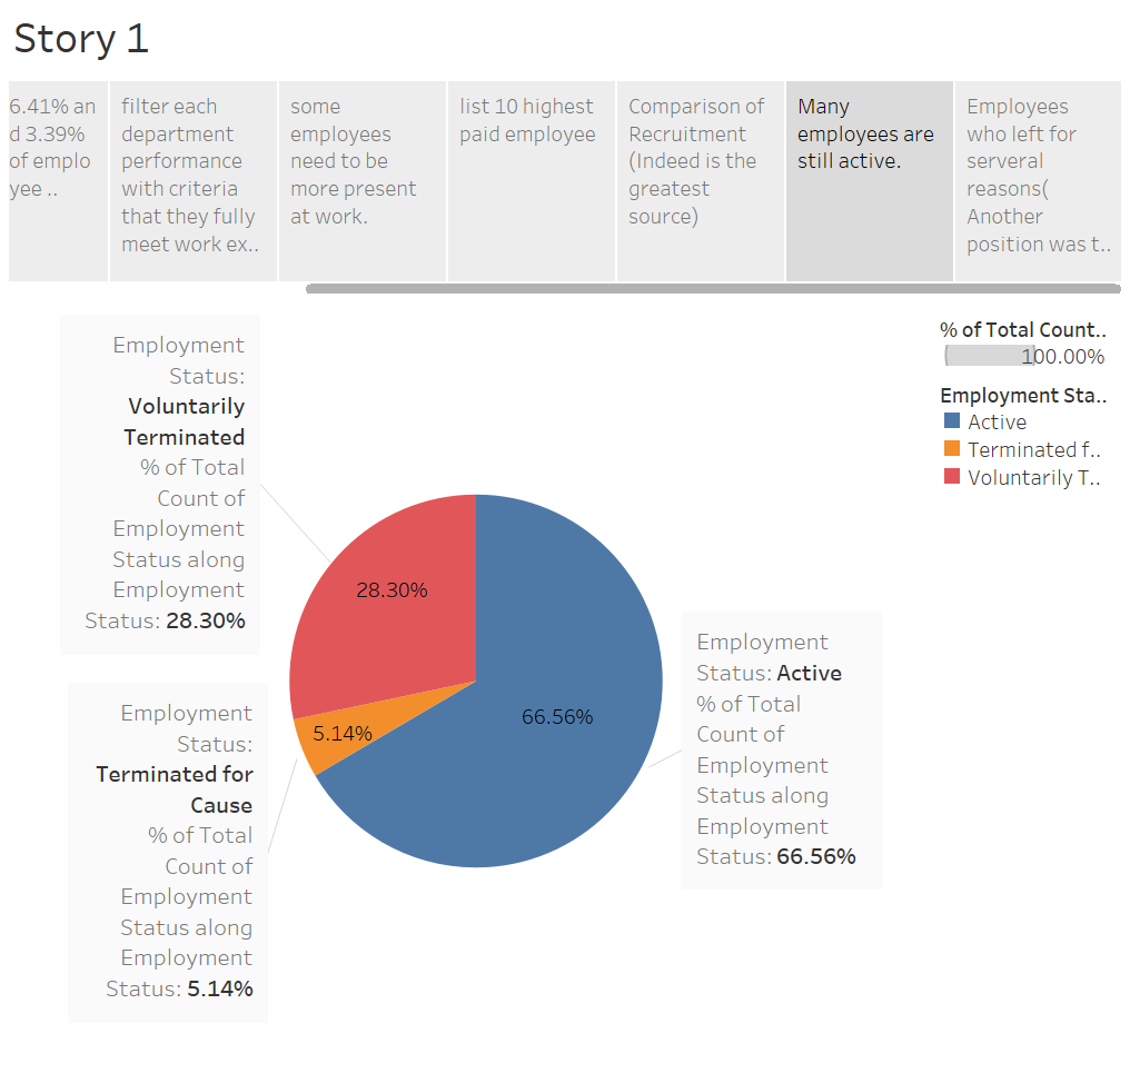 Story 1
6.41% an
d 3.39%
of emplo
yee ..
filter each
department
performance
with criteria
that they fully
meet work ex..
some
employees
need to be
more present
at work.
list 10 highest
paid employee
Comparison of
Recruitment
(Indeed is the
greatest
source)
Many
employees are
still active.
Employees
who left for
serveral
reasons(
Another
position was t..
Employment
Status:
Voluntarily
Terminated
% of Total
Count of
Employment
Status along
Employment
Status: 28.30%
Employment
Status:
Terminated for
Cause
% of Total
Count of
Employment
Status along
Employment
Status: 5.14%
28.30%
5.14%
66.56%
Employment
Status: Active
% of Total
Count of
Employment
Status along
Employment
Status: 66.56%
% of Total Count..
100.00%
Employment Sta..
Active
Terminated f..
Voluntarily T..